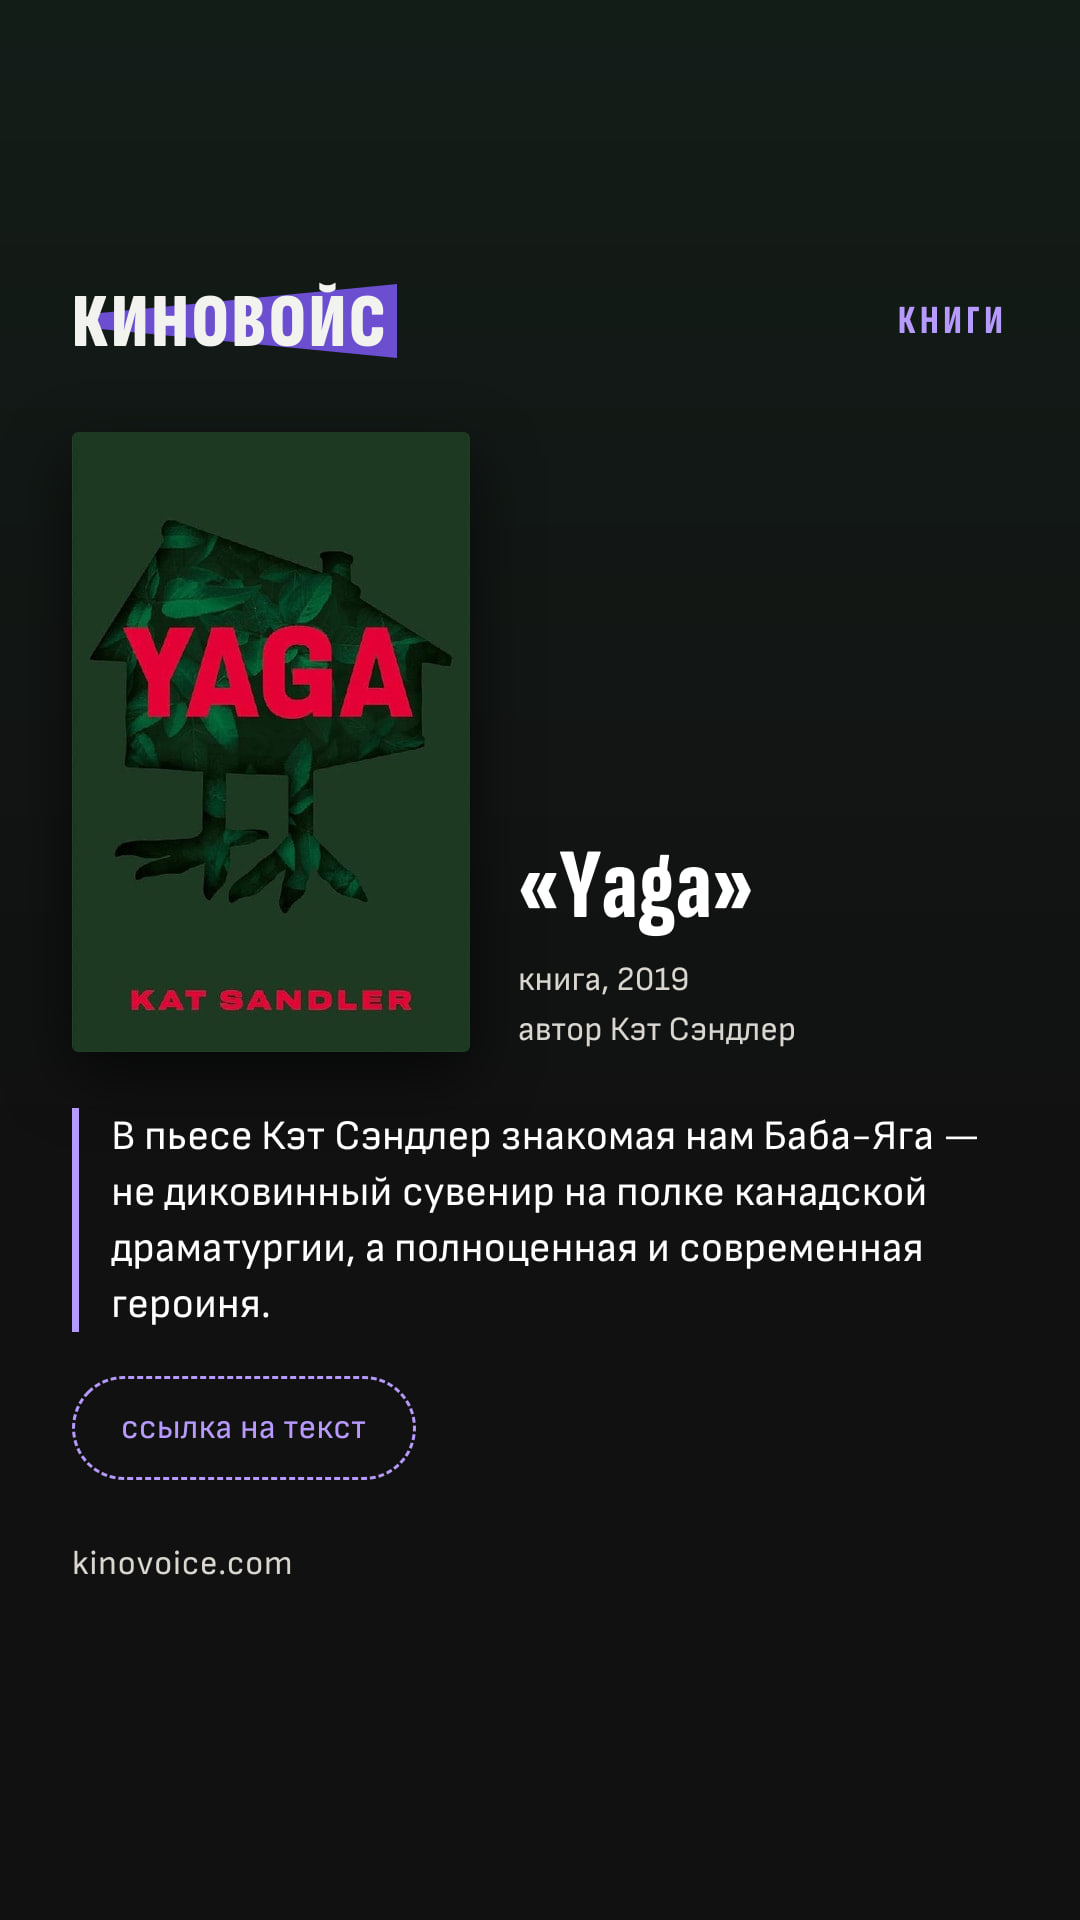 КИНОВОЙС
КНИГИ
YAGA
KAT SANDLER
«Yaga»
книга, 2019
автор Кэт Сэндлер
В пьесе Кэт Сэндлер знакомая нам Баба-Яга —
не диковинный сувенир на полке канадской
драматургии, а полноценная и современная
героиня.
ссылка на текст
kinovoice.com